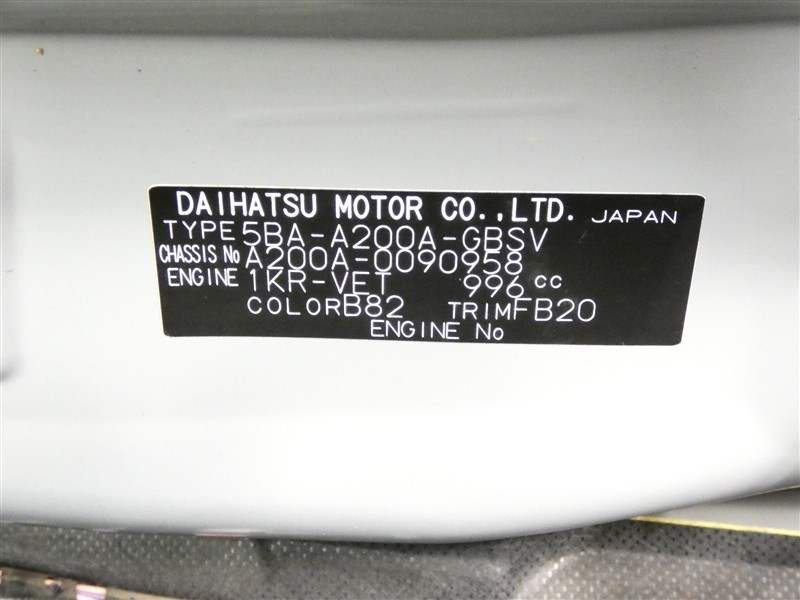 DAIHATSU MOTOR CO.,LTD. JAPAN
TYPE 5BA-A200A-GBSV
CHASSIS No A200A-0090958
ENGINE 1KR-VET 996 cc
COLOR B82 TRIM FB20
ENGINE No